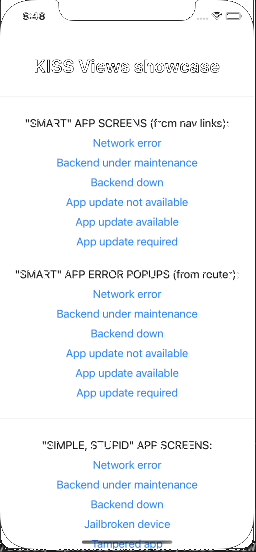 8:48
KISS Views showcase
"SMART" APP SCREENS (from nav links):
Network error
Backend under maintenance
Backend down
App update not available
App update available
App update required
"SMART" APP ERROR POPUPS (from router):
Network error
Backend under maintenance
Backend down
App update not available
App update available
App update required
"SIMPLE, STUPID" APP SCREENS:
Network error
Backend under maintenance
Backend down
Jailbroken device
Tampered app